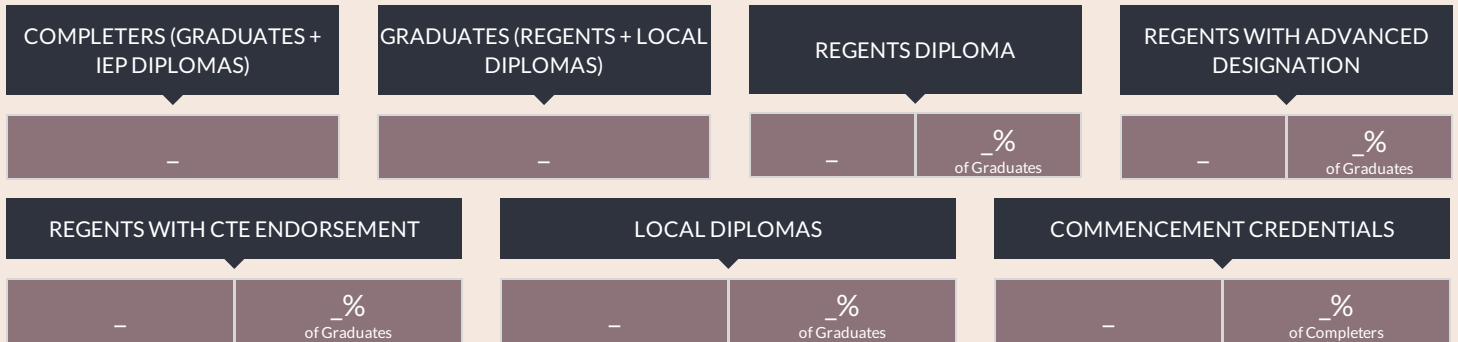 COMPLETERS (GRADUATES +
IEP DIPLOMAS)
_
GRADUATES (REGENTS + LOCAL
DIPLOMAS)
_
REGENTS DIPLOMA
_
_%
of Graduates
REGENTS WITH ADVANCED
DESIGNATION
_
_%
of Graduates
REGENTS WITH CTE ENDORSEMENT
_
_%
of Graduates
LOCAL DIPLOMAS
_
_%
of Graduates
COMMENCEMENT CREDENTIALS
_
_%
of Completers